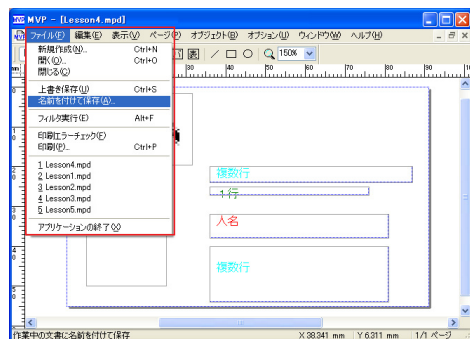 MVP - [Lesson4.mpd]
ファイル(F) 編集(E) 表示(V) ページ(P) オブジェクト(B) オプション(U) ウィンドウ(W) ヘルプ(H)
新規作成(N)... Ctrl+N
開く(O)... Ctrl+O
閉じる(C)
上書き保存(U) Ctrl+S
名前を付けて保存(A)...
フィルタ実行(E) Alt+F
印刷エラーチェック(F)
印刷(P)... Ctrl+P
1 Lesson4.mpd
2 Lesson1.mpd
3 Lesson2.mpd
4 Lesson3.mpd
5 Lesson5.mpd
アプリケーションの終了(X)
150%
30 40 50 60 70 80 90
複数行
1行
人名
複数行
作業中の文書に名前を付けて保存 X 38.341 mm Y 6.311 mm 1/1 ページ